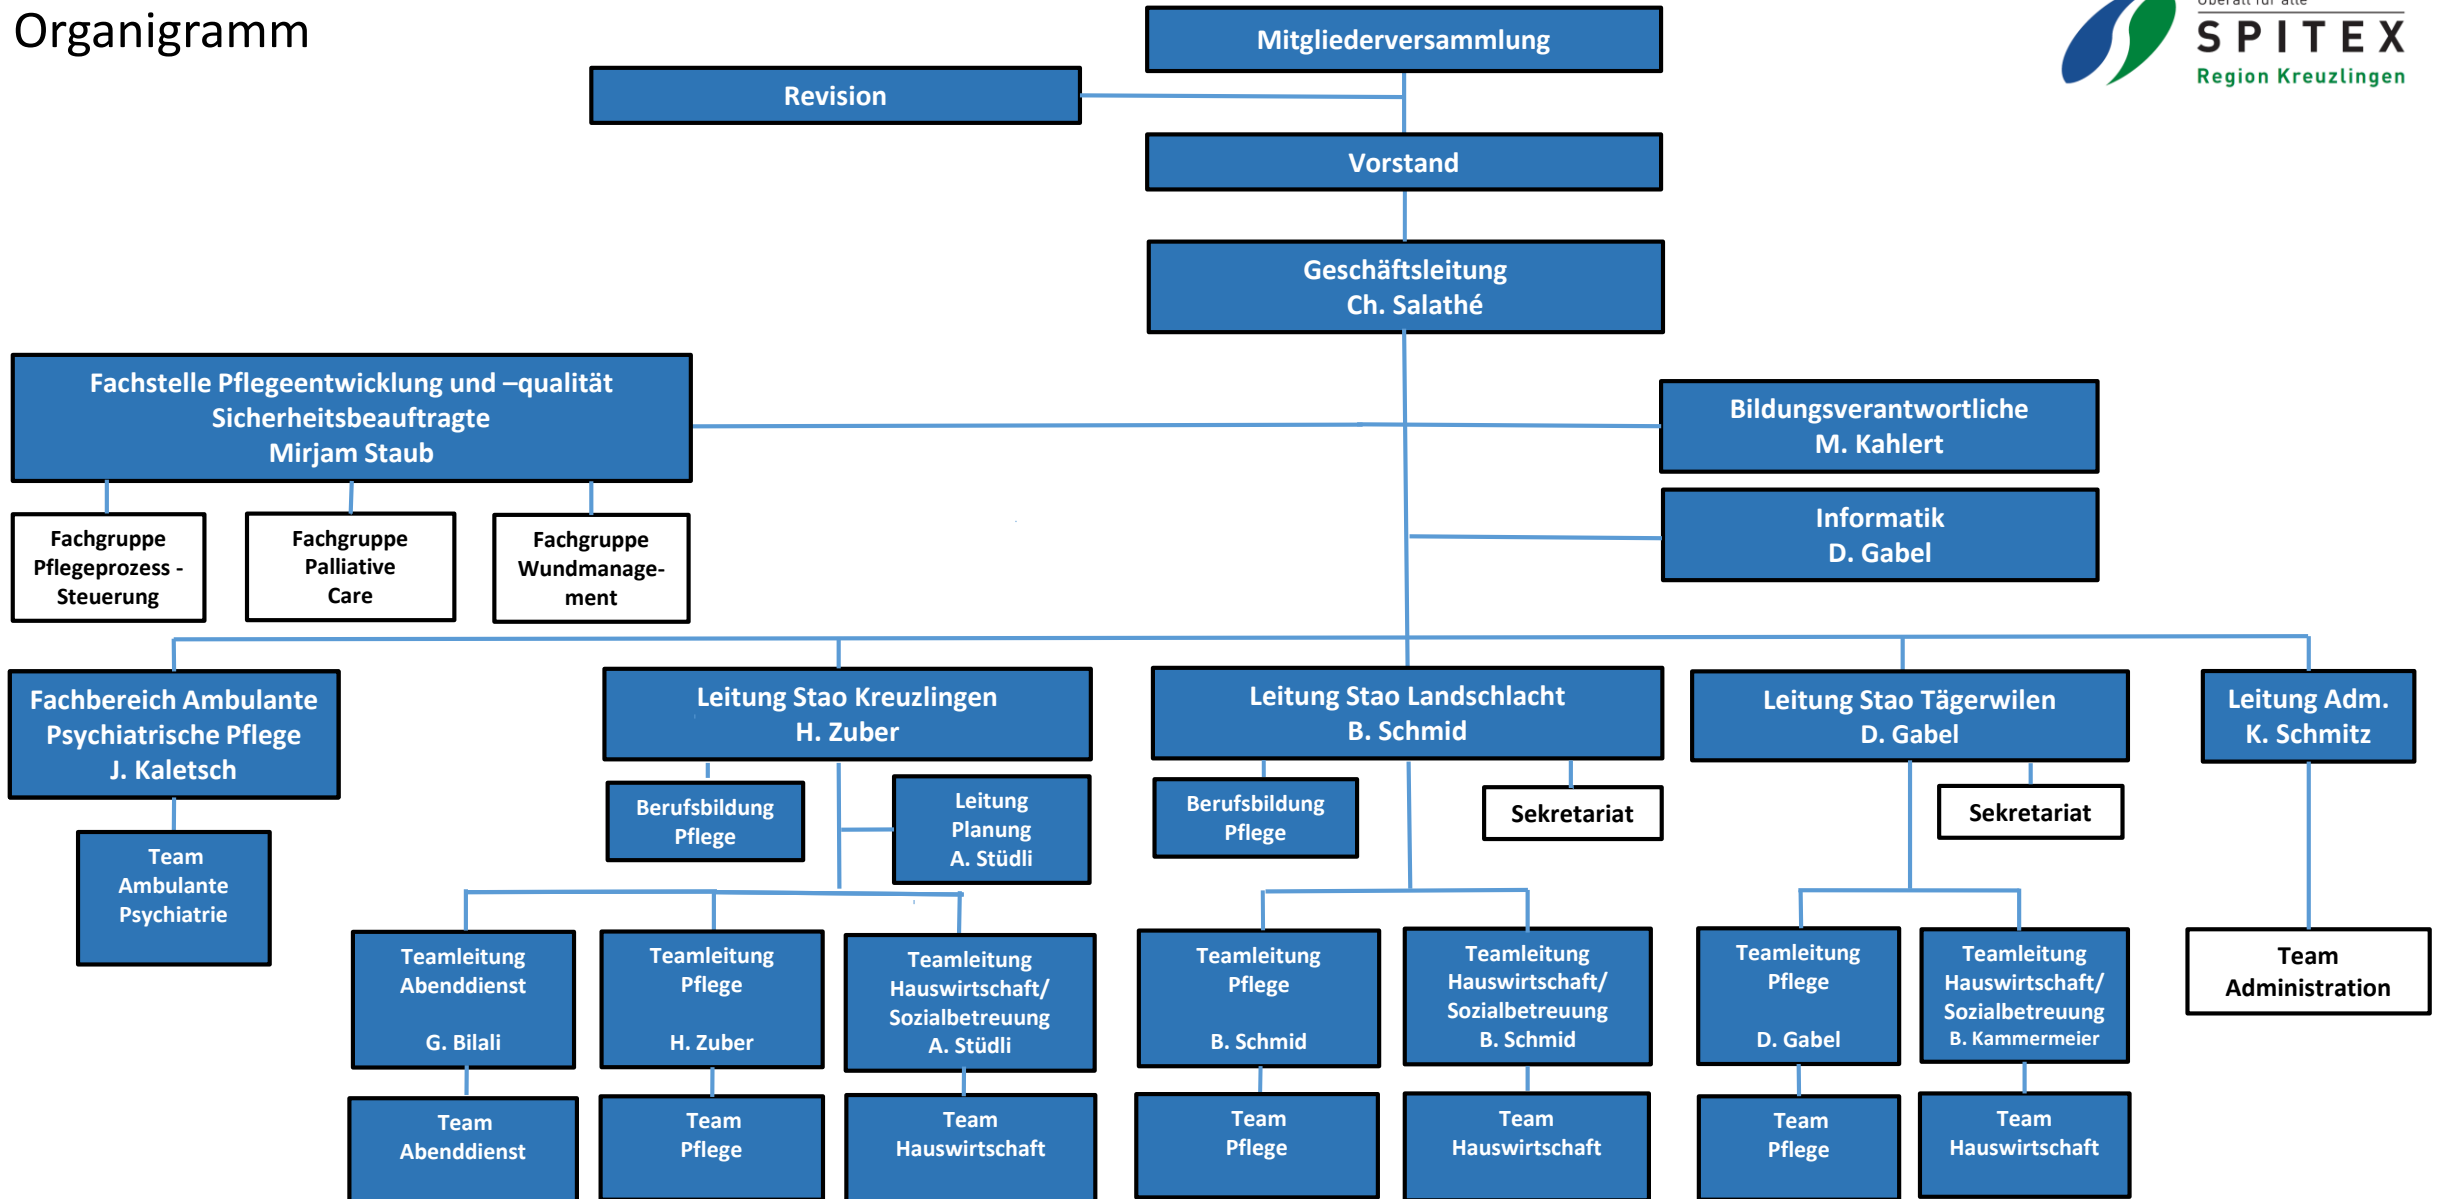 Organigramm
Überall für alle
SPITEX
Region Kreuzlingen
Mitgliederversammlung
Revision
Vorstand
Geschäftsleitung
Ch. Salathé
Fachstelle Pflegeentwicklung und –qualität
Sicherheitsbeauftragte
Mirjam Staub
Bildungsverantwortliche
M. Kahlert
Informatik
D. Gabel
Fachgruppe
Pflegeprozess -
Steuerung
Fachgruppe
Palliative
Care
Fachgruppe
Wundmanage-
ment
Fachbereich Ambulante
Psychiatrische Pflege
J. Kaletsch
Leitung Stao Kreuzlingen
H. Zuber
Leitung Stao Landschlacht
B. Schmid
Leitung Stao Tägerwilen
D. Gabel
Leitung Adm.
K. Schmitz
Berufsbildung
Pflege
Leitung
Planung
A. Stüdli
Berufsbildung
Pflege
Sekretariat
Sekretariat
Team
Ambulante
Psychiatrie
Teamleitung
Abenddienst
G. Bilali
Teamleitung
Pflege
H. Zuber
Teamleitung
Hauswirtschaft/
Sozialbetreuung
A. Stüdli
Teamleitung
Pflege
B. Schmid
Teamleitung
Hauswirtschaft/
Sozialbetreuung
B. Schmid
Teamleitung
Pflege
D. Gabel
Teamleitung
Hauswirtschaft/
Sozialbetreuung
B. Kammermeier
Team
Administration
Team
Abenddienst
Team
Pflege
Team
Hauswirtschaft
Team
Pflege
Team
Hauswirtschaft
Team
Pflege
Team
Hauswirtschaft